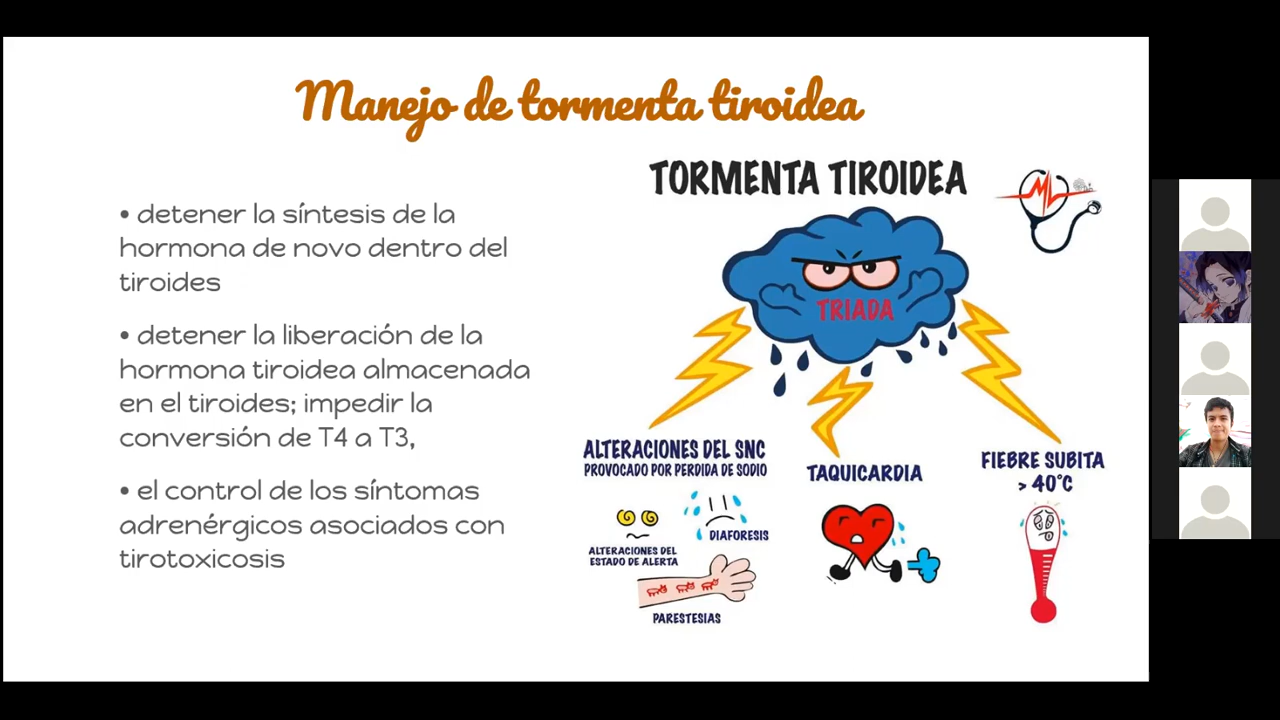 Manejo de tormenta tiroidea
• detener la síntesis de la
hormona de novo dentro del
tiroides
• detener la liberación de la
hormona tiroidea almacenada
en el tiroides; impedir la
conversión de T4 a T3,
• el control de los síntomas
adrenérgicos asociados con
tirotoxicosis
TORMENTA TIROIDEA
ML
TRIADA
ALTERACIONES DEL SNC
PROVOCADO POR PERDIDA DE SODIO
DIAFORESIS
ALTERACIONES DEL
ESTADO DE ALERTA
PARESTESIAS
TAQUICARDIA
FIEBRE SUBITA
> 40°C